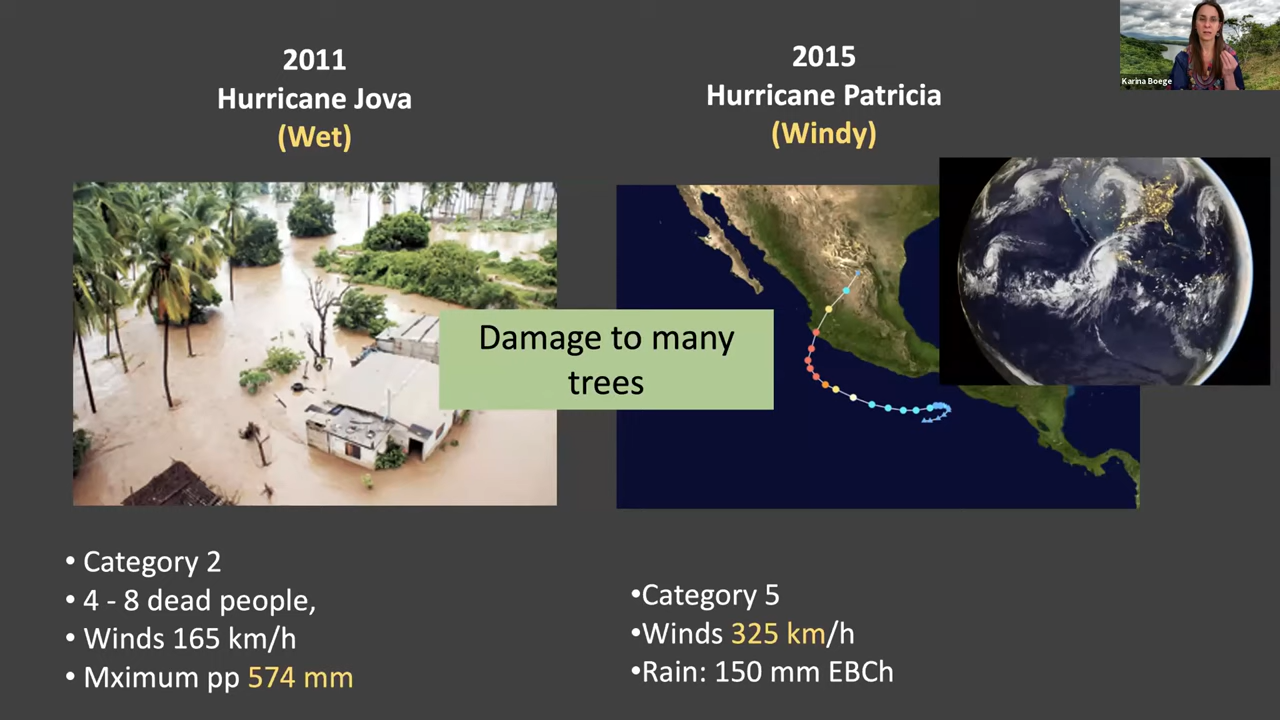 2011
Hurricane Jova
(Wet)
2015
Hurricane Patricia
(Windy)
Karina Boege
Damage to many
trees
• Category 2
• 4 - 8 dead people,
• Winds 165 km/h
• Mximum pp 574 mm
•Category 5
•Winds 325 km/h
•Rain: 150 mm EBCh